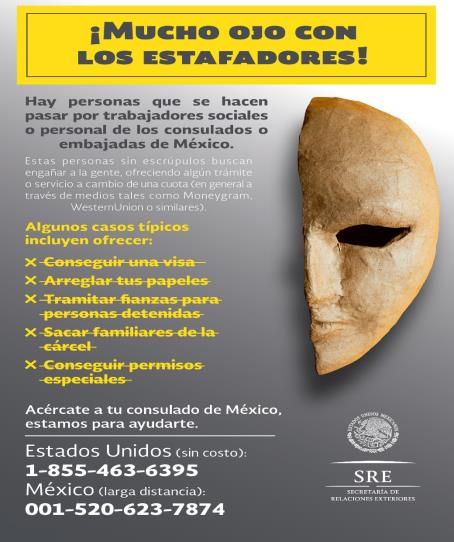 ¡MUCHO OJO CON
LOS ESTAFADORES!
Hay personas que se hacen
pasar por trabajadores sociales
o personal de los consulados o
embajadas de México.
Estas personas sin escrúpulos buscan
engañar a la gente, ofreciendo algún trámite
o servicio a cambio de una cuota (en general a
través de medios tales como Moneygram,
WesternUnion o similares).
Algunos casos típicos
incluyen ofrecer:
X Conseguir una visa
X Arreglar tus papeles
X Tramitar fianzas para
personas detenidas
X Sacar familiares de la
cárcel
X Conseguir permisos
especiales
Acércate a tu consulado de México,
estamos para ayudarte.
Estados Unidos (sin costo):
1-855-463-6395
México (larga distancia):
001-520-623-7874
ESTADOS UNIDOS MEXICANOS
SRE
SECRETARÍA DE
RELACIONES EXTERIORES